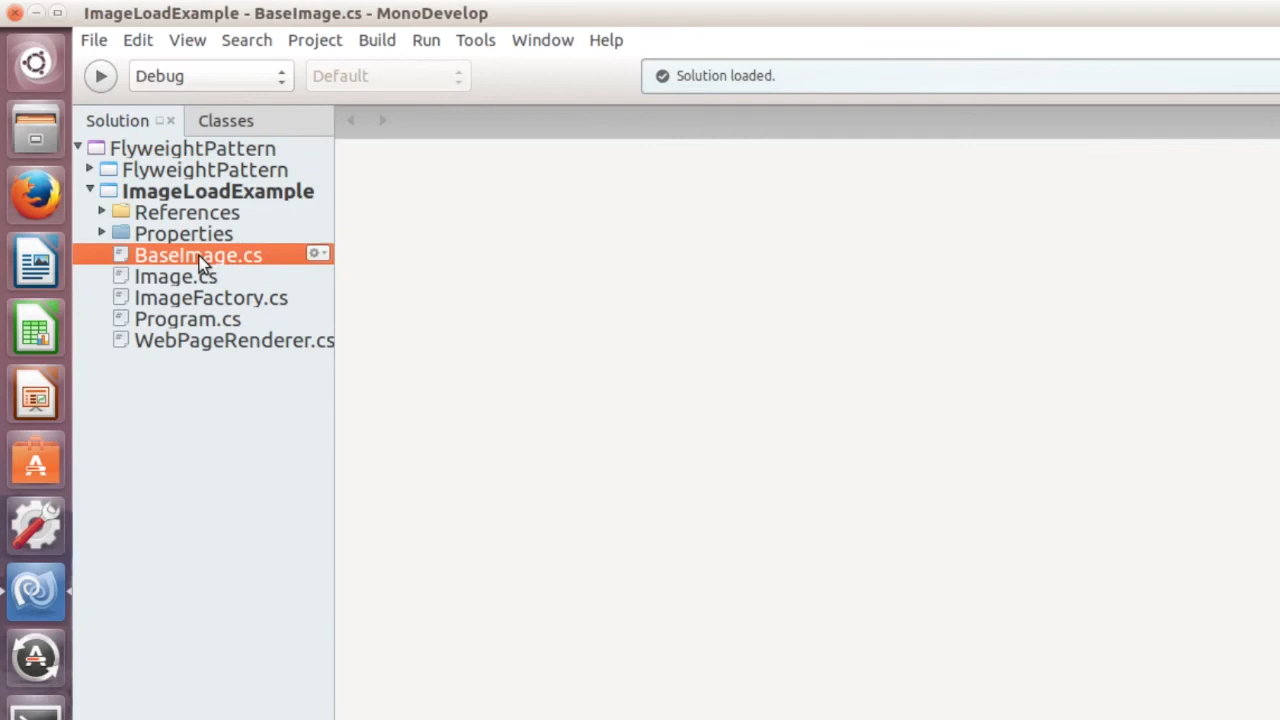 ImageLoadExample - BaseImage.cs - MonoDevelop
File Edit View Search Project Build Run Tools Window Help
Debug Default Solution loaded.
Solution Classes
FlyweightPattern
FlyweightPattern
ImageLoadExample
References
Properties
BaseImage.cs
Image.cs
ImageFactory.cs
Program.cs
WebPageRenderer.cs